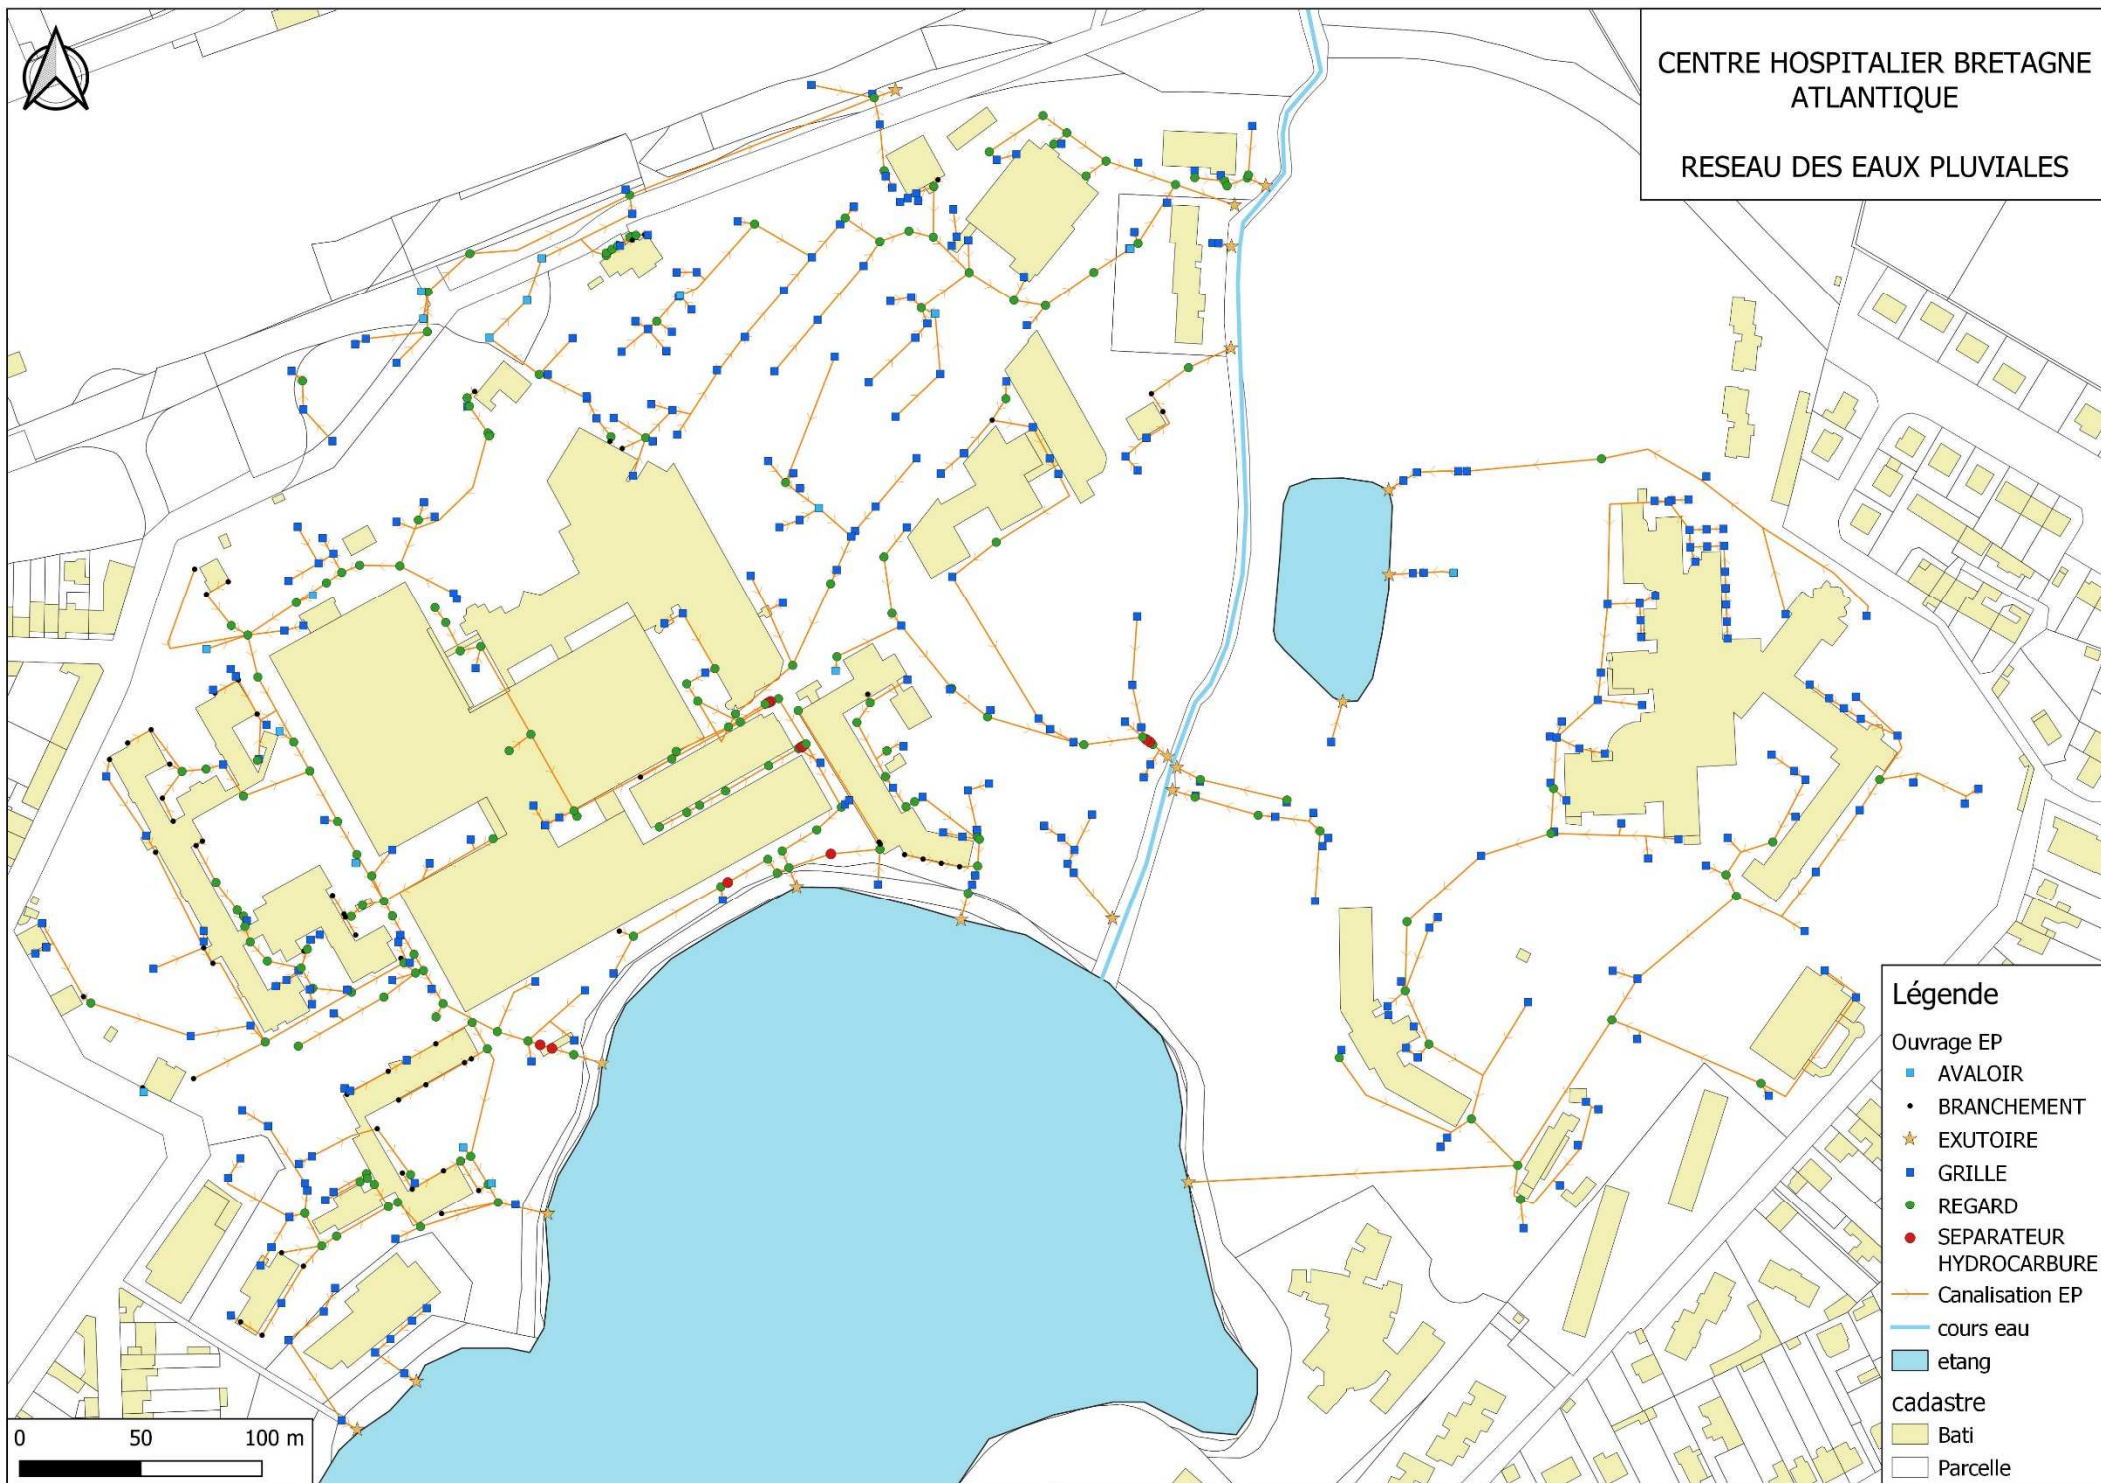 CENTRE HOSPITALIER BRETAGNE
ATLANTIQUE
RESEAU DES EAUX PLUVIALES
Légende
Ouvrage EP
AVALOIR
BRANCHEMENT
EXUTOIRE
GRILLE
REGARD
SEPARATEUR
HYDROCARBURE
Canalisation EP
cours eau
etang
cadastre
Bati
Parcelle
0 50 100 m